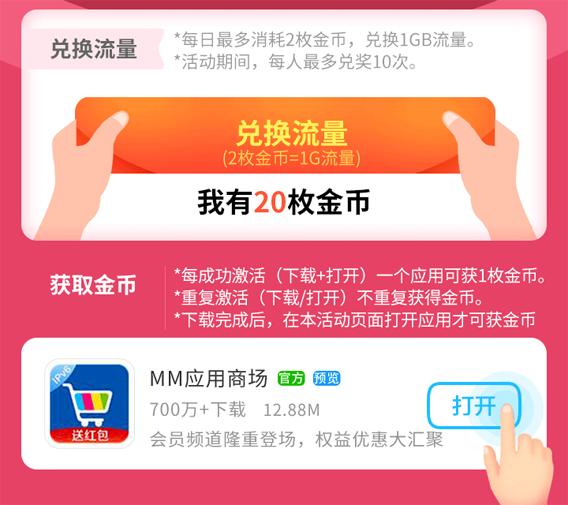 兑换流量
*每日最多消耗2枚金币，兑换1GB流量。
*活动期间，每人最多兑奖10次。
兑换流量
(2枚金币=1G流量)
我有20枚金币
获取金币
*每成功激活（下载+打开）一个应用可获1枚金币。
*重复激活（下载/打开）不重复获得金币。
*下载完成后，在本活动页面打开应用才可获金币
IPv6
送红包
MM应用商场 官方 预览
700万+下载 12.88M
会员频道隆重登场，权益优惠大汇聚
打开